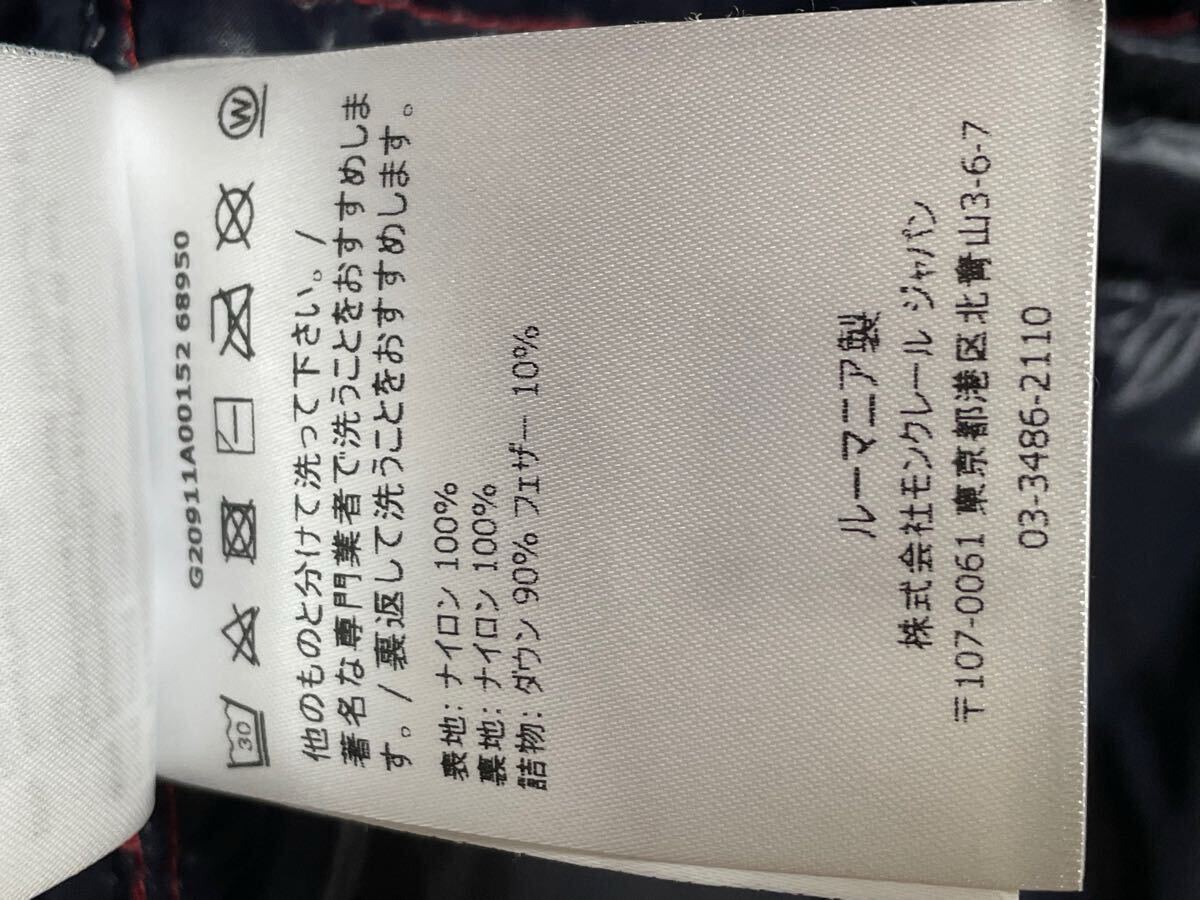 G20911A00152 68950
30
W
他のものと分けて洗って下さい。/
著名な専門業者で洗うことをおすすめしま
す。/ 裏返して洗うことをおすすめします。
表地: ナイロン 100%
裏地: ナイロン 100%
詰物: ダウン 90% フェザー 10%
ルーマニア製
株式会社モンクレール ジャパン
〒107-0061 東京都港区北青山3-6-7
03-3486-2110